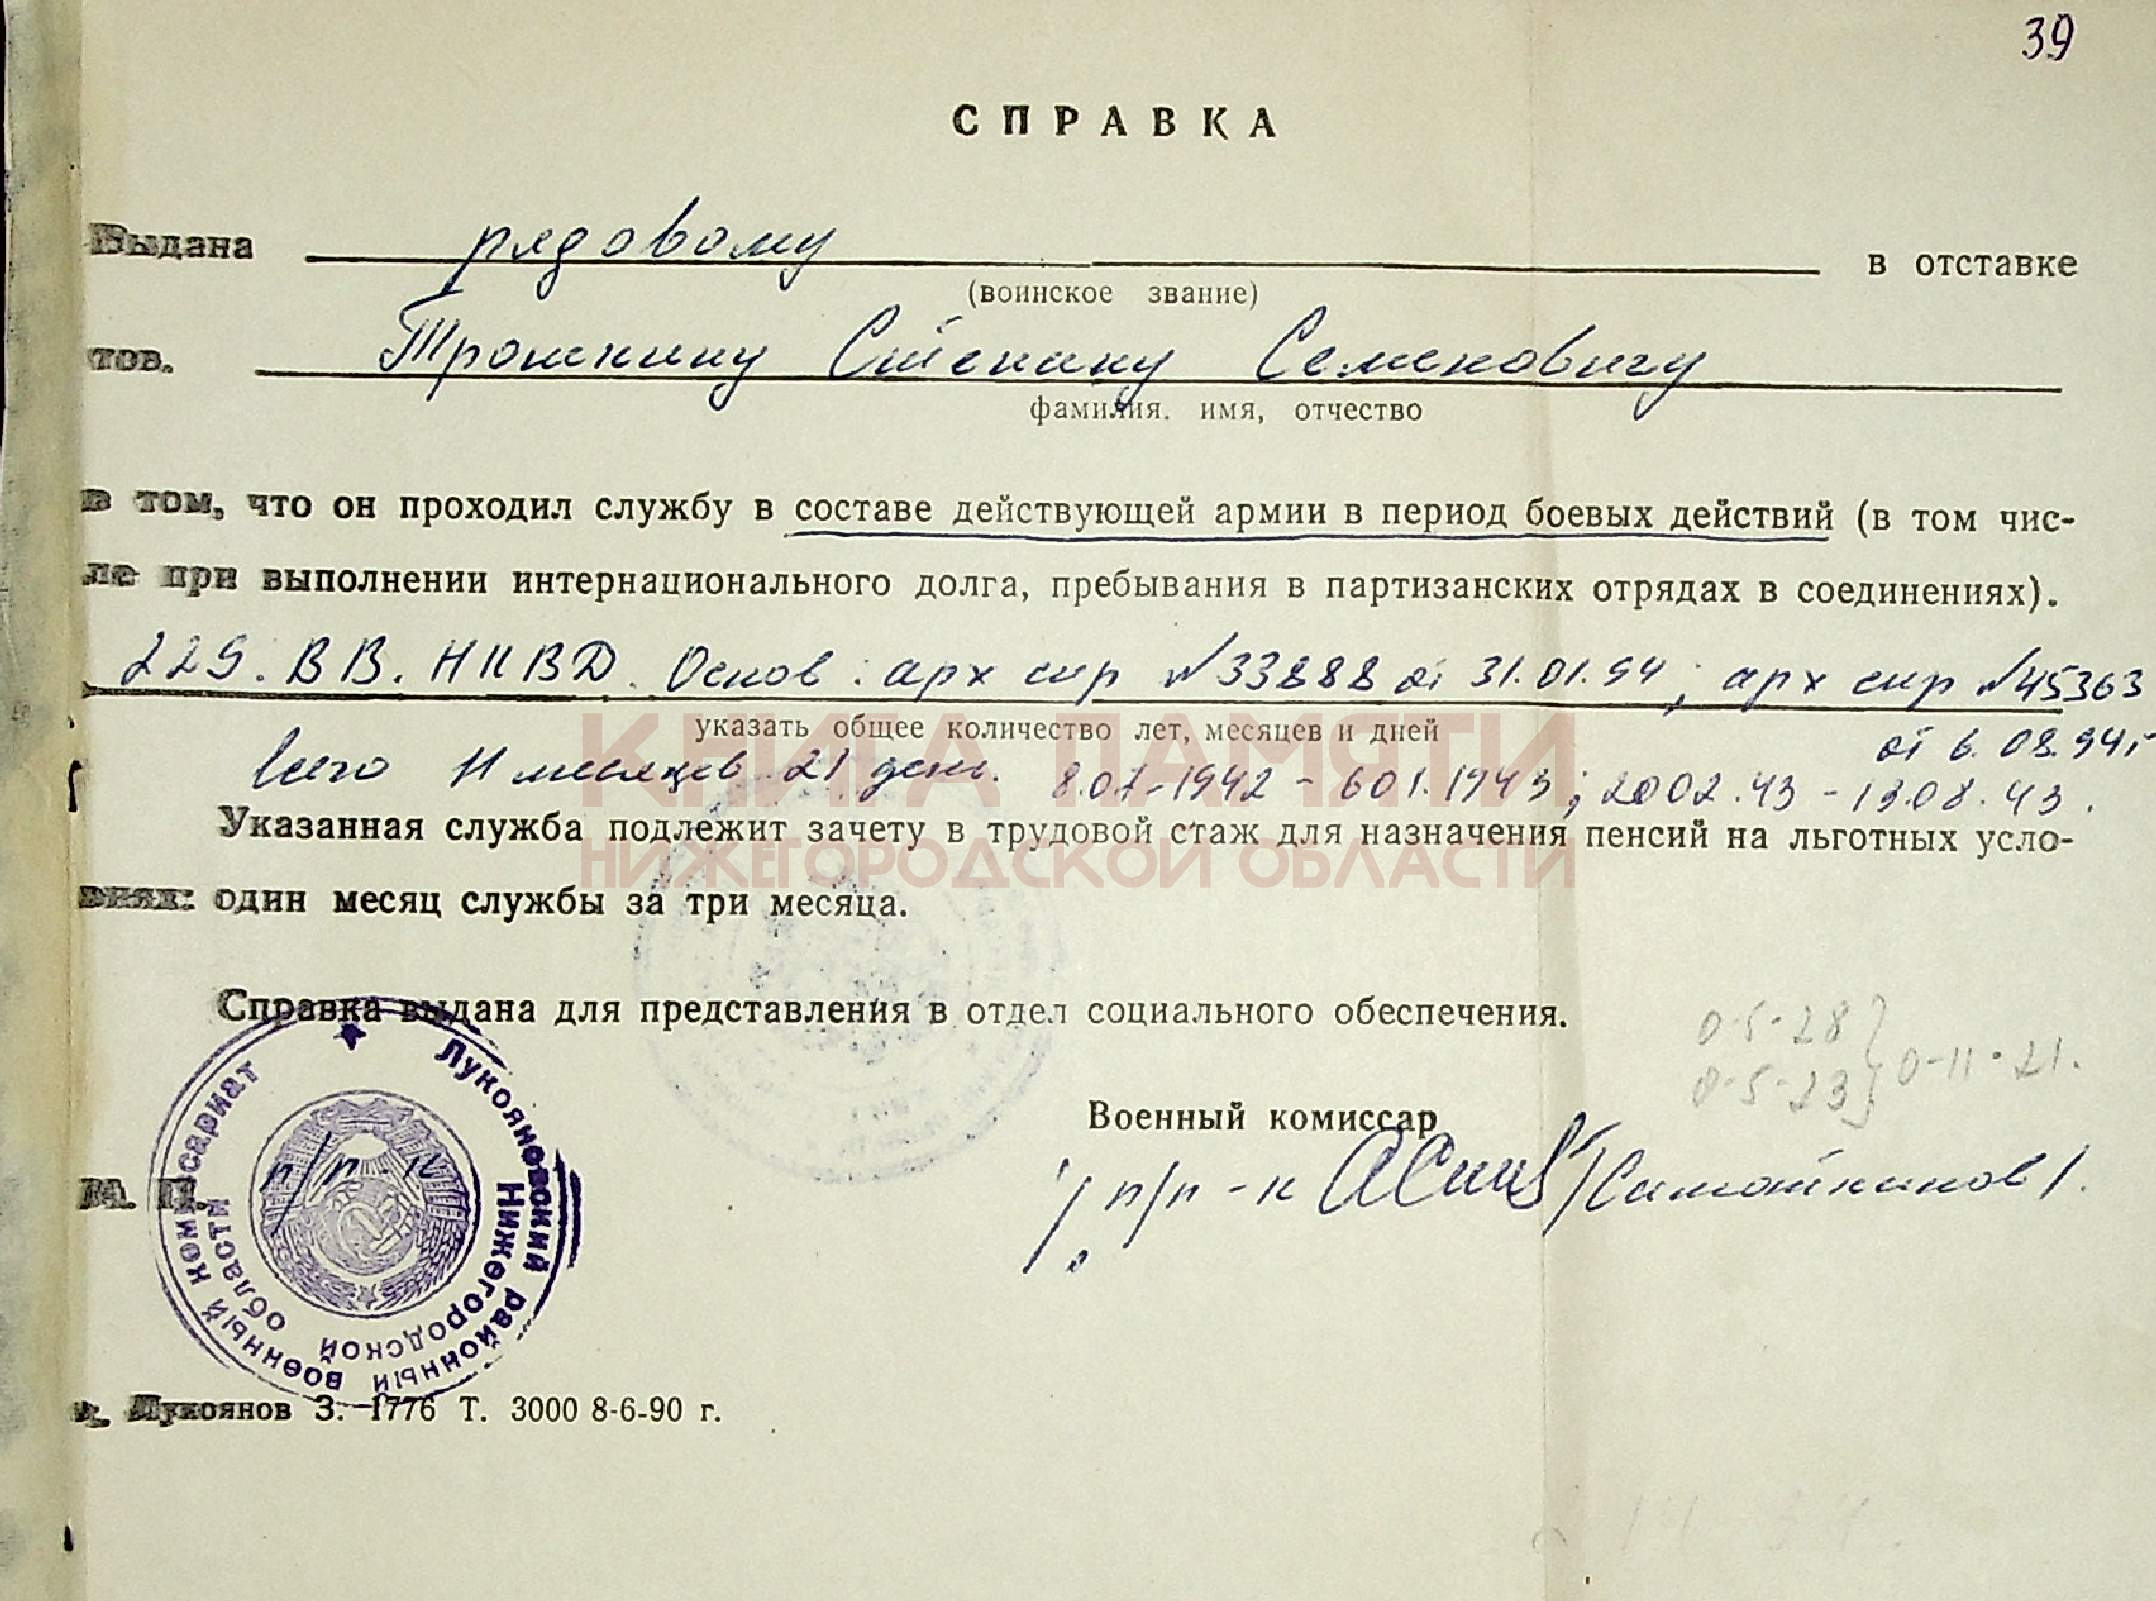 39
СПРАВКА
Выдана рядовому в отставке
(воинское звание)
тов. Трошкину Степану Семеновичу
фамилия. имя, отчество
в том, что он проходил службу в составе действующей армии в период боевых действий (в том чис-
ле при выполнении интернационального долга, пребывания в партизанских отрядах в соединениях).
229. ВВ. НКВД. Основ: арх спр №33888 от 31.01.94; арх спр №45363
указать общее количество лет, месяцев и дней
от 6.08.94г
всего 11 месяцев 21 день. 8.07.1942 - 6 01.1943; 20 02.43 - 13.08.43.
КНИГА ПАМЯТИ
НИЖЕГОРОДСКОЙ ОБЛАСТИ
Указанная служба подлежит зачету в трудовой стаж для назначения пенсий на льготных усло-
виях: один месяц службы за три месяца.
Справка выдана для представления в отдел социального обеспечения.
0-5-28 } 0-11-21.
0-5-23 }
Военный комиссар
М. П.
п/п-к
п/п-к
Лукояновский районный военный комиссариат
Нижегородской области
г. Лукоянов З. 1776 Т. 3000 8-6-90 г.